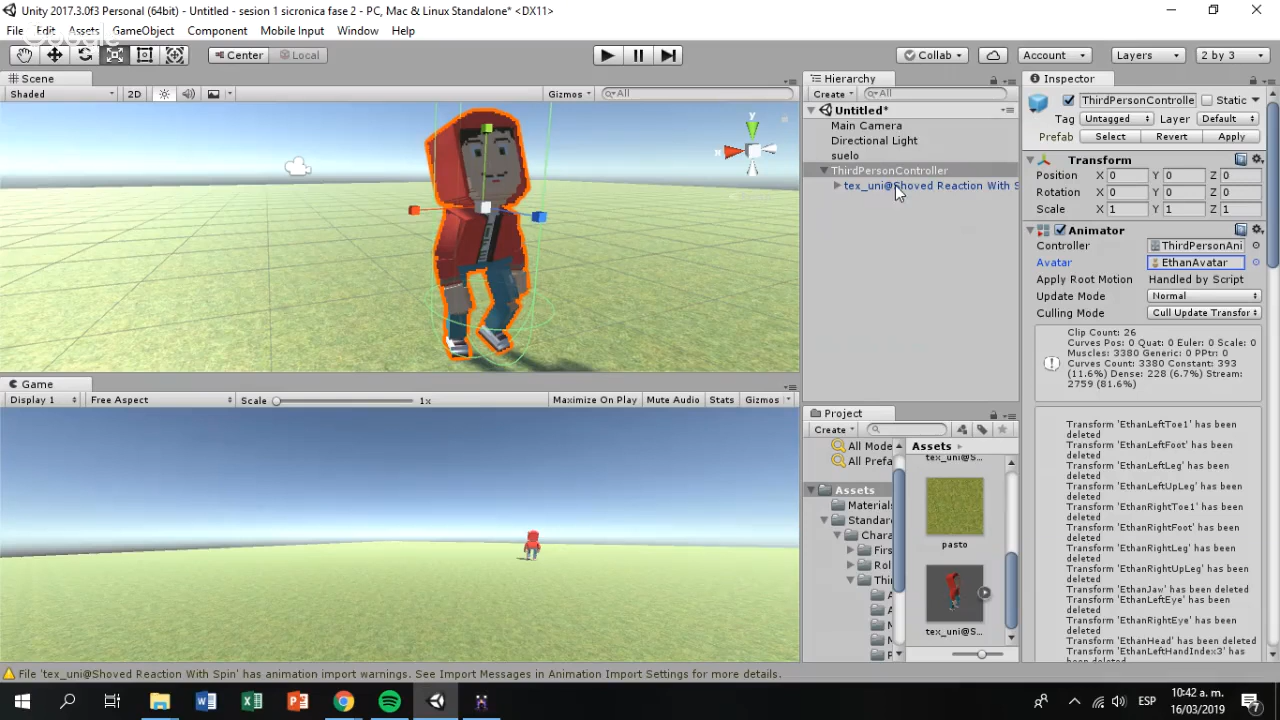 Unity 2017.3.0f3 Personal (64bit) - Untitled - sesion 1 sicronica fase 2 - PC, Mac & Linux Standalone* <DX11>
File Edit Assets GameObject Component Mobile Input Window Help
Google
Center Local
Collab Account Layers 2 by 3
Scene
Shaded 2D Gizmos All
y
x
Game
Display 1 Free Aspect Scale 1x Maximize On Play Mute Audio Stats Gizmos
Hierarchy
Create All
Untitled*
Main Camera
Directional Light
suelo
ThirdPersonController
tex_uni@Shoved Reaction With S
Project
Create
All Mode
All Prefa
Assets
Materials
Standard
Chara
First
Rol
Thi
A
A
M
M
P
Assets
tex_uni@S...
pasto
tex_uni@S...
Inspector
ThirdPersonControlle Static
Tag Untagged Layer Default
Prefab Select Revert Apply
Transform
Position X 0 Y 0 Z 0
Rotation X 0 Y 0 Z 0
Scale X 1 Y 1 Z 1
Animator
Controller ThirdPersonAni
Avatar EthanAvatar
Apply Root Motion Handled by Script
Update Mode Normal
Culling Mode Cull Update Transfor
Clip Count: 26
Curves Pos: 0 Quat: 0 Euler: 0 Scale: 0
Muscles: 3380 Generic: 0 PPtr: 0
Curves Count: 3380 Constant: 393
(11.6%) Dense: 228 (6.7%) Stream:
2759 (81.6%)
Transform 'EthanLeftToe1' has been
deleted
Transform 'EthanLeftFoot' has been
deleted
Transform 'EthanLeftLeg' has been
deleted
Transform 'EthanLeftUpLeg' has been
deleted
Transform 'EthanRightToe1' has been
deleted
Transform 'EthanRightFoot' has been
deleted
Transform 'EthanRightLeg' has been
deleted
Transform 'EthanRightUpLeg' has been
deleted
Transform 'EthanJaw' has been deleted
Transform 'EthanLeftEye' has been
deleted
Transform 'EthanRightEye' has been
deleted
Transform 'EthanHead' has been deleted
Transform 'EthanLeftHandIndex3' has
been deleted
File 'tex_uni@Shoved Reaction With Spin' has animation import warnings. See Import Messages in Animation Import Settings for more details.
ESP
10:42 a. m.
16/03/2019
7